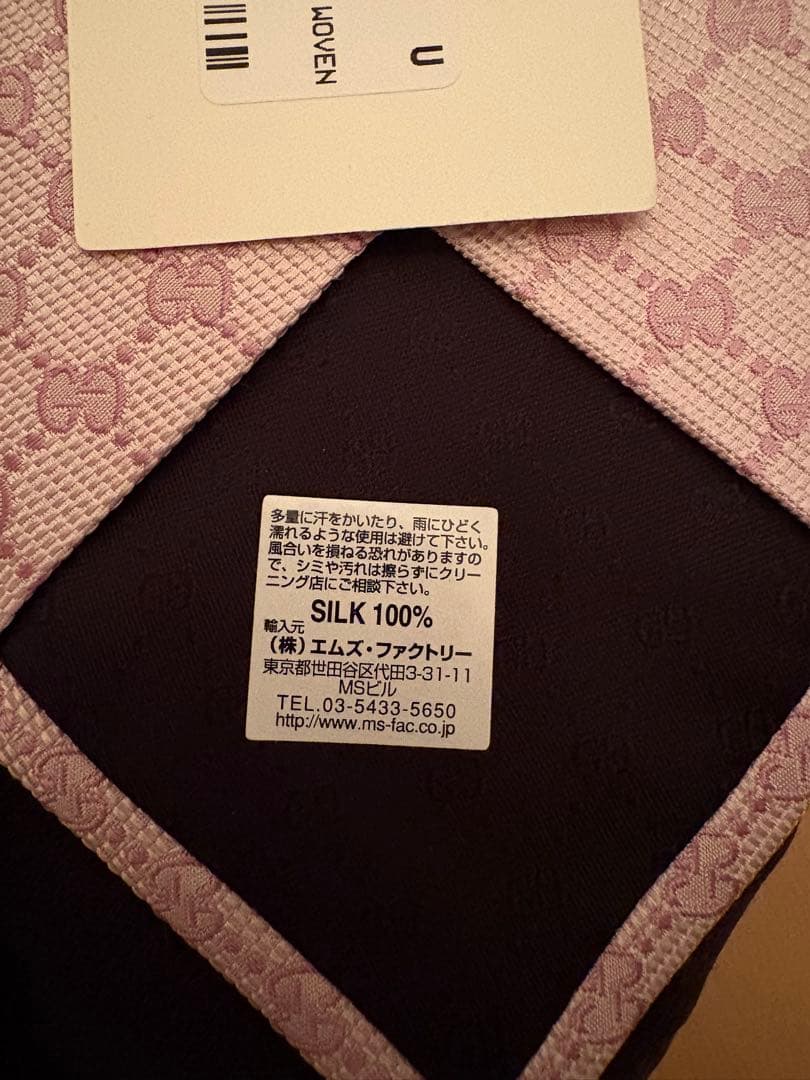 WOVEN
U
多量に汗をかいたり、雨にひどく
濡れるような使用は避けて下さい。
風合いを損ねる恐れがありますの
で、シミや汚れは擦らずにクリー
ニング店にご相談下さい。
SILK 100%
輸入元
(株)エムズ・ファクトリー
東京都世田谷区代田3-31-11
MSビル
TEL.03-5433-5650
http://www.ms-fac.co.jp